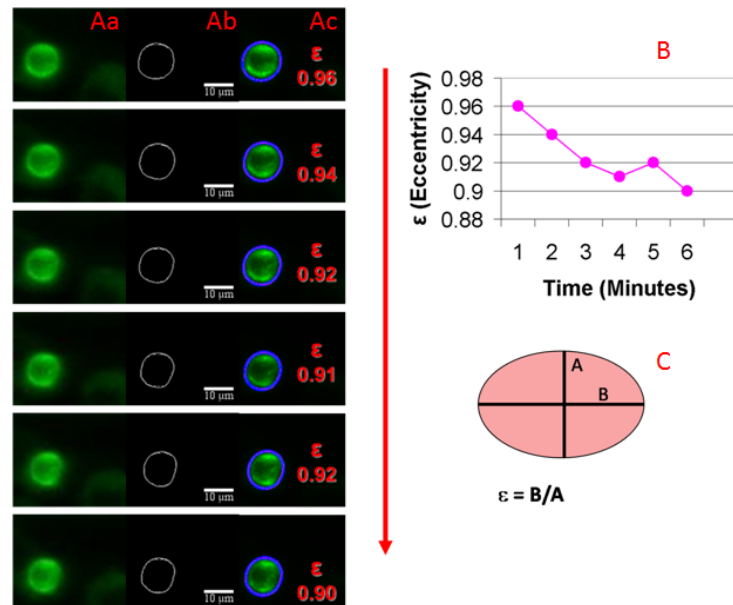 Aa Ab Ac
10 µm
ε
0.96
10 µm
ε
0.94
10 µm
ε
0.92
10 µm
ε
0.91
10 µm
ε
0.92
10 µm
ε
0.90
B
ε (Eccentricity)
0.98
0.96
0.94
0.92
0.9
0.88
1 2 3 4 5 6
Time (Minutes)
C
A
B
ε = B/A